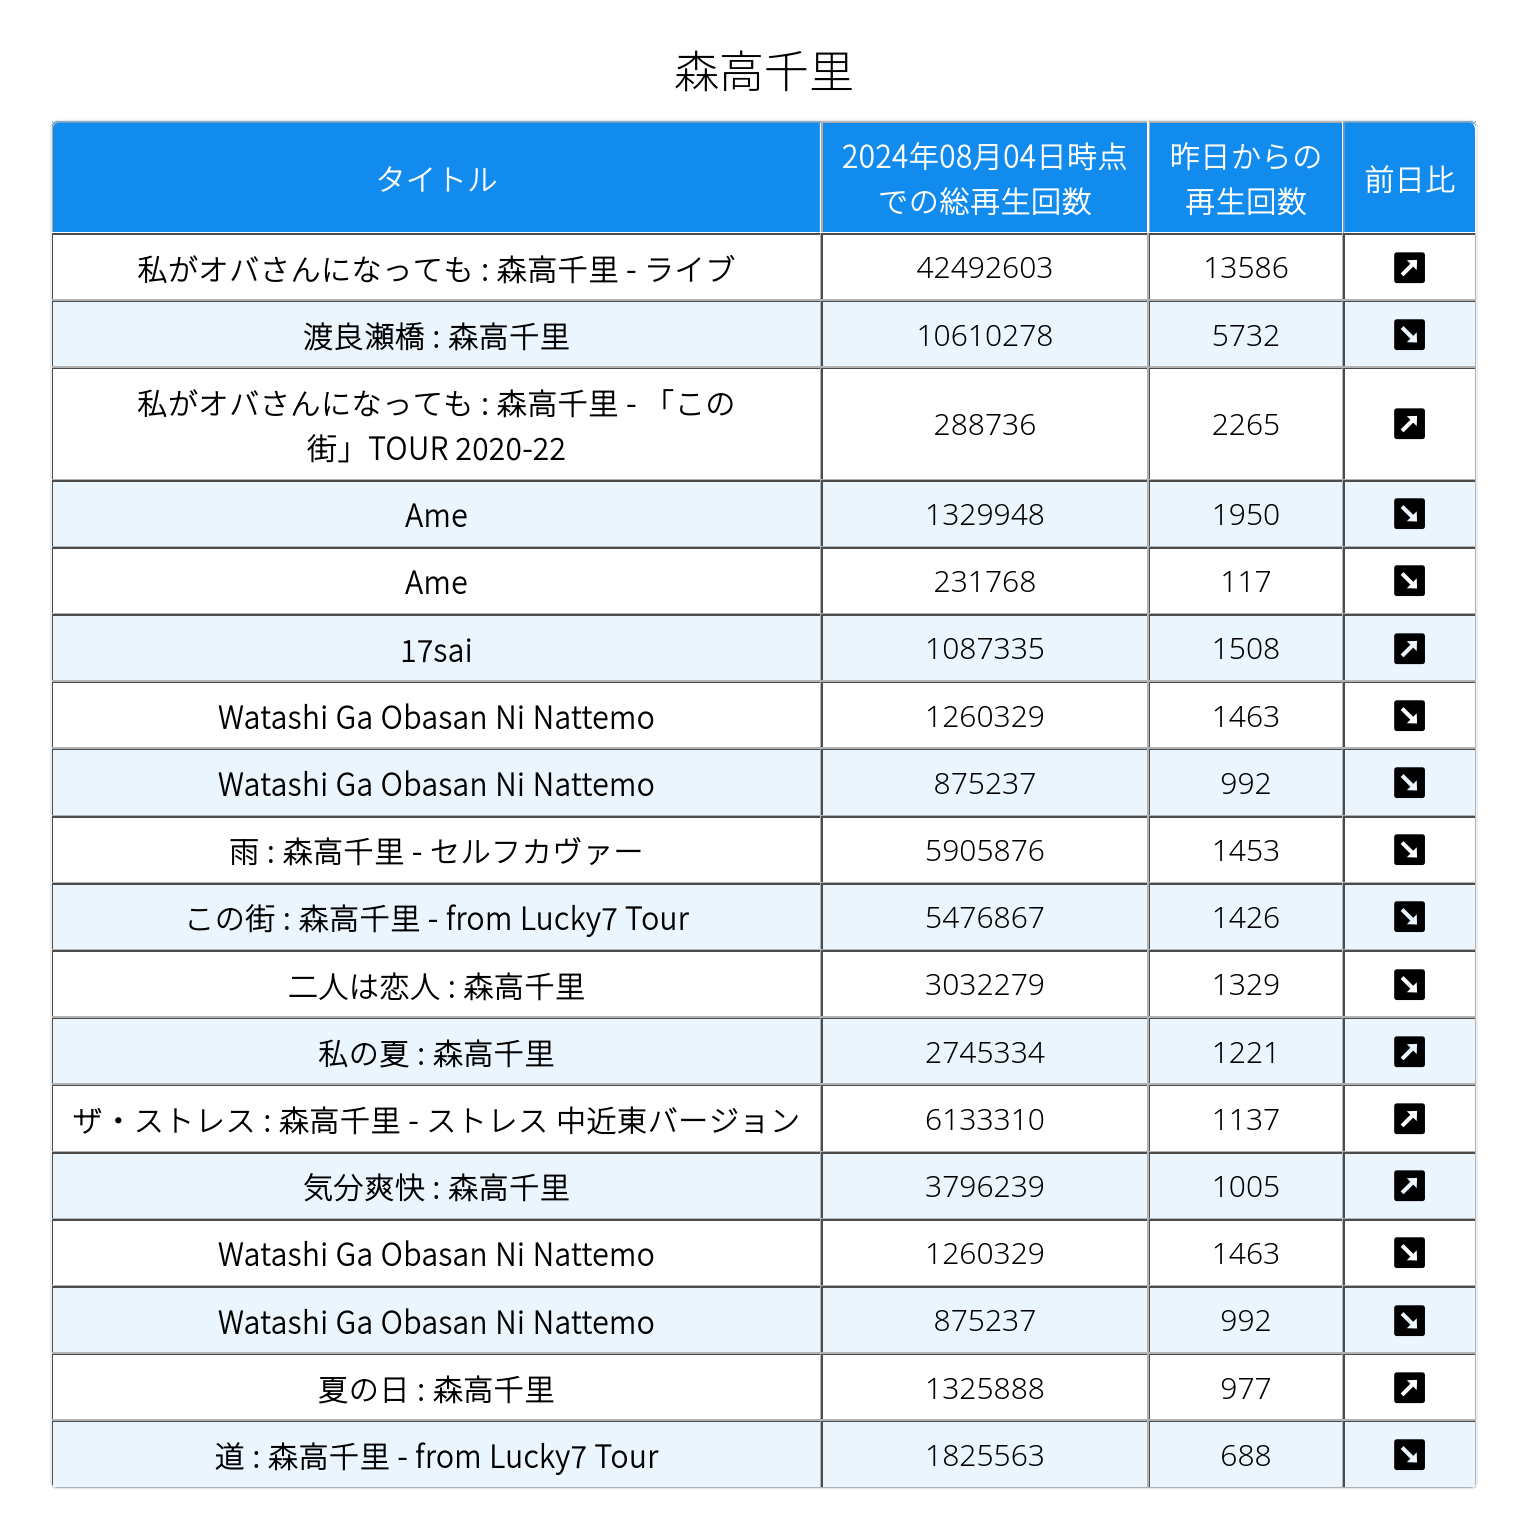 森高千里
タイトル
2024年08月04日時点
での総再生回数
昨日からの
再生回数
前日比
私がオバさんになっても : 森高千里 - ライブ 42492603 13586
渡良瀬橋 : 森高千里 10610278 5732
私がオバさんになっても : 森高千里 - 「この
街」TOUR 2020-22 288736 2265
Ame 1329948 1950
Ame 231768 117
17sai 1087335 1508
Watashi Ga Obasan Ni Nattemo 1260329 1463
Watashi Ga Obasan Ni Nattemo 875237 992
雨 : 森高千里 - セルフカヴァー 5905876 1453
この街 : 森高千里 - from Lucky7 Tour 5476867 1426
二人は恋人 : 森高千里 3032279 1329
私の夏 : 森高千里 2745334 1221
ザ・ストレス : 森高千里 - ストレス 中近東バージョン 6133310 1137
気分爽快 : 森高千里 3796239 1005
Watashi Ga Obasan Ni Nattemo 1260329 1463
Watashi Ga Obasan Ni Nattemo 875237 992
夏の日 : 森高千里 1325888 977
道 : 森高千里 - from Lucky7 Tour 1825563 688